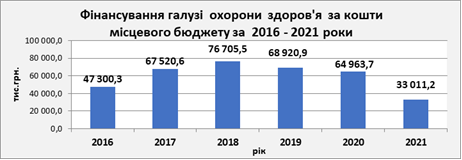 Фінансування галузі охорони здоров'я за кошти
місцевого бюджету за 2016 - 2021 роки
тис.грн.
100 000,0
80 000,0
60 000,0
40 000,0
20 000,0
0,0
47 300,3
67 520,6
76 705,5
68 920,9
64 963,7
33 011,2
2016 2017 2018 2019 2020 2021
рік